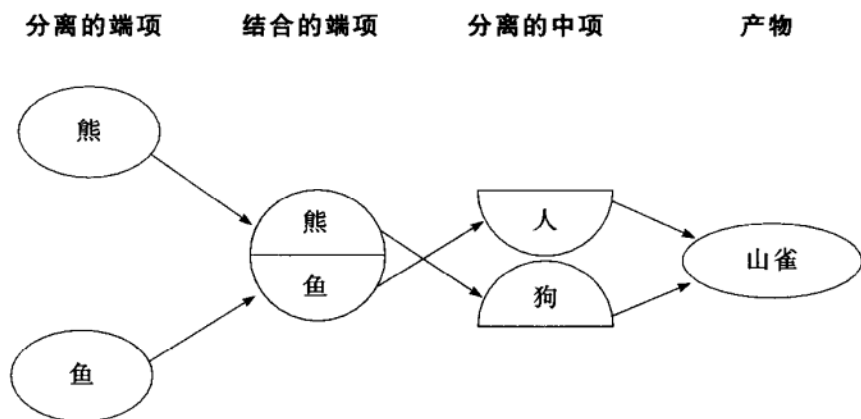 分离的端项 结合的端项 分离的中项 产物
熊
熊
人
山雀
鱼
狗
鱼